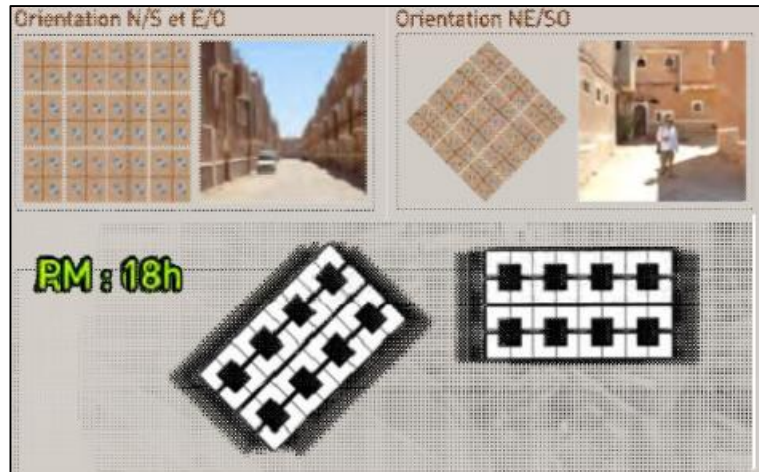 Orientation N/S et E/O
Orientation NE/SO
PM : 18h